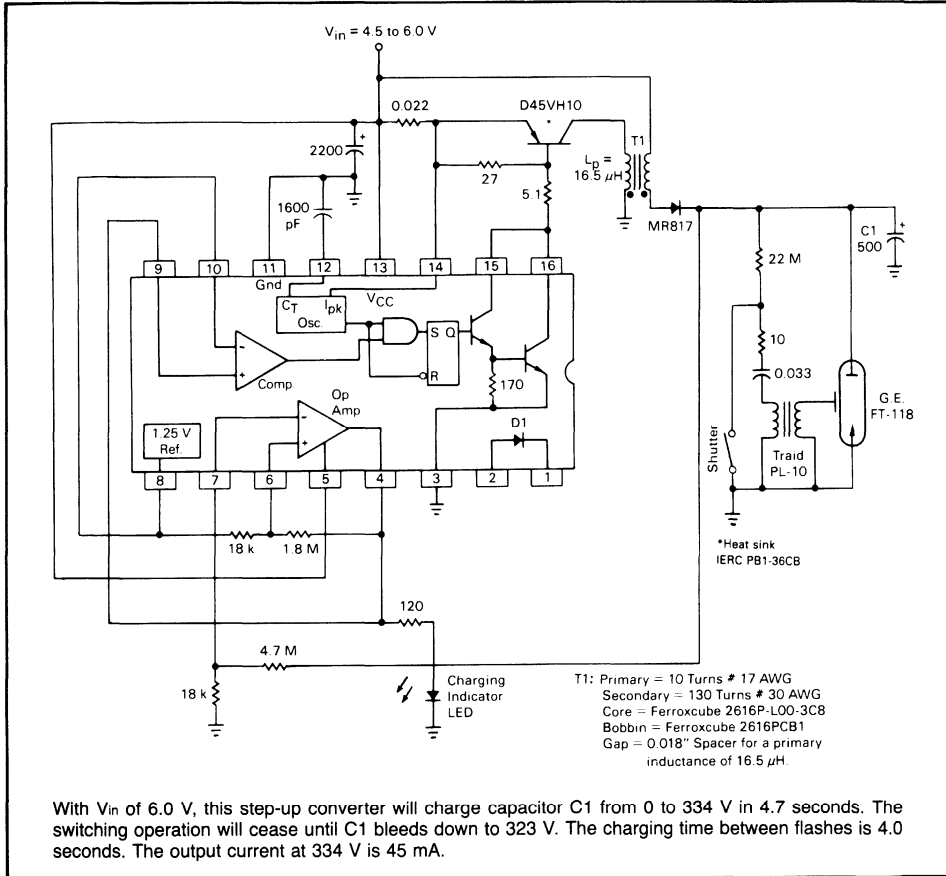 Vin = 4.5 to 6.0 V
0.022
D45VH10
*
T1
2200
+
27
Lp =
16.5 μH
5.1
1600
pF
MR817
C1
500
+
22 M
9
10
11
12
13
14
15
16
Gnd
CT
Ipk
VCC
Osc.
S Q
R
-
+
Comp.
170
10
0.033
G.E.
FT-118
Op
Amp
-
+
D1
1.25 V
Ref.
Shutter
Traid
PL-10
8
7
6
5
4
3
2
1
18 k
1.8 M
*Heat sink
IERC PB1-36CB
120
4.7 M
18 k
Charging
Indicator
LED
T1: Primary = 10 Turns # 17 AWG
Secondary = 130 Turns # 30 AWG
Core = Ferroxcube 2616P-L00-3C8
Bobbin = Ferroxcube 2616PCB1
Gap = 0.018" Spacer for a primary
inductance of 16.5 μH.
With Vin of 6.0 V, this step-up converter will charge capacitor C1 from 0 to 334 V in 4.7 seconds. The
switching operation will cease until C1 bleeds down to 323 V. The charging time between flashes is 4.0
seconds. The output current at 334 V is 45 mA.